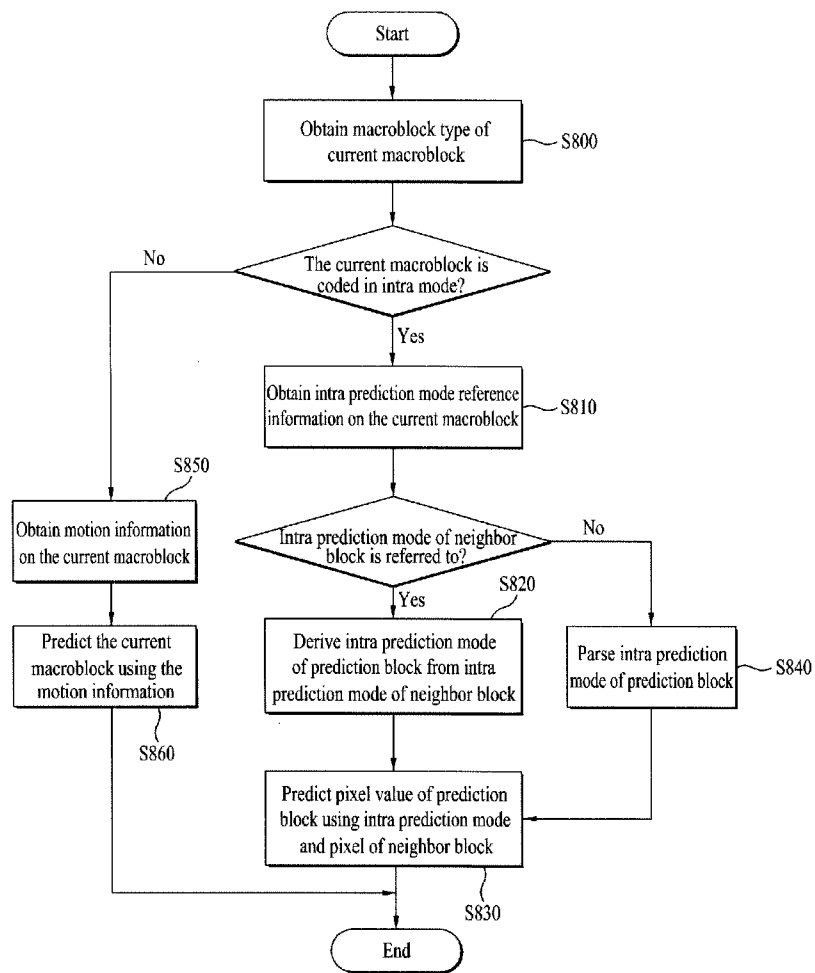 Start
Obtain macroblock type of
current macroblock
S800
No
The current macroblock is
coded in intra mode?
Yes
Obtain intra prediction mode reference
information on the current macroblock
S810
S850
Obtain motion information
on the current macroblock
Intra prediction mode of neighbor
block is referred to?
No
Yes
S820
Predict the current
macroblock using the
motion information
S860
Derive intra prediction mode
of prediction block from intra
prediction mode of neighbor block
Parse intra prediction
mode of prediction block
S840
Predict pixel value of prediction
block using intra prediction mode
and pixel of neighbor block
S830
End